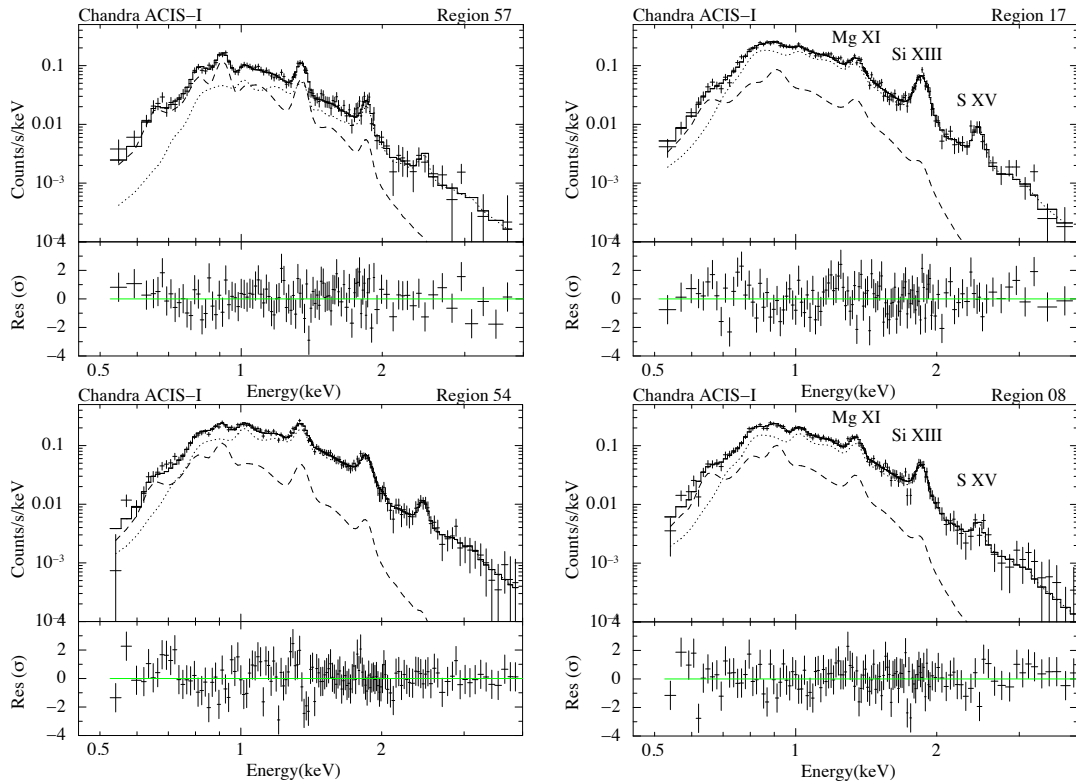 Chandra ACIS−I Region 57
0.1
0.01
10−3
10−4
Counts/s/keV
2
0
−2
−4
Res (σ)
0.5 1 2
Energy(keV)
Chandra ACIS−I Region 17
Mg XI
Si XIII
S XV
0.1
0.01
10−3
10−4
Counts/s/keV
2
0
−2
−4
Res (σ)
0.5 1 2
Energy(keV)
Chandra ACIS−I Region 54
0.1
0.01
10−3
10−4
Counts/s/keV
2
0
−2
−4
Res (σ)
0.5 1 2
Energy(keV)
Chandra ACIS−I Region 08
Mg XI
Si XIII
S XV
0.1
0.01
10−3
10−4
Counts/s/keV
2
0
−2
−4
Res (σ)
0.5 1 2
Energy(keV)